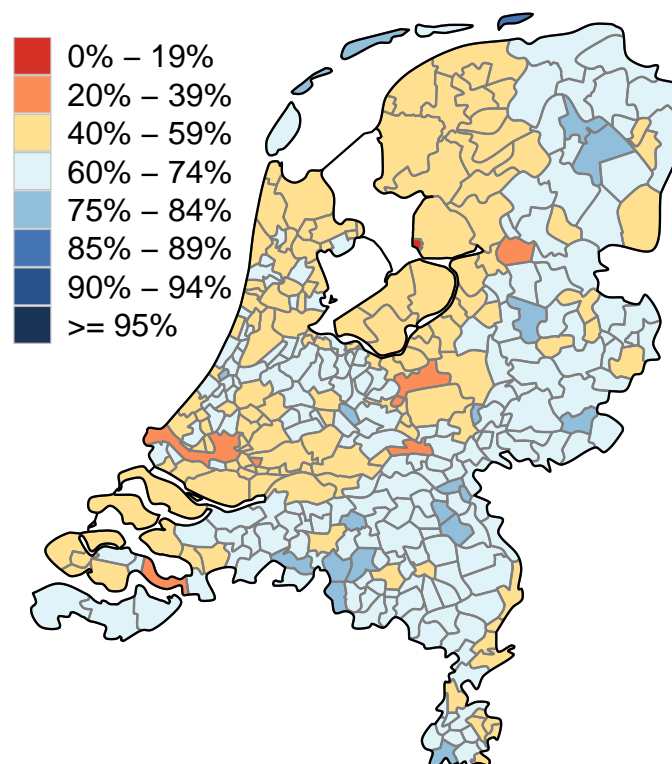 0% – 19%
20% – 39%
40% – 59%
60% – 74%
75% – 84%
85% – 89%
90% – 94%
>= 95%